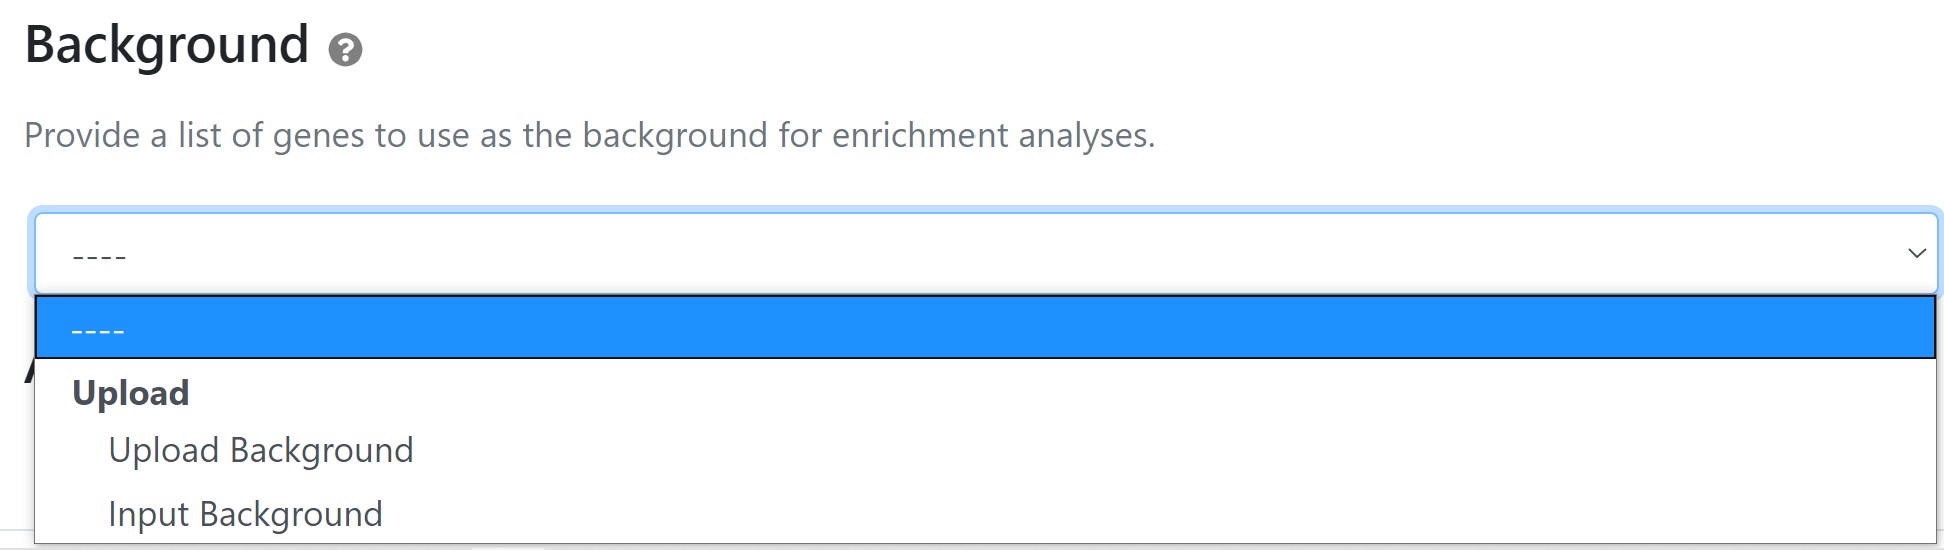 Background ?
Provide a list of genes to use as the background for enrichment analyses.
----
----
Upload
Upload Background
Input Background